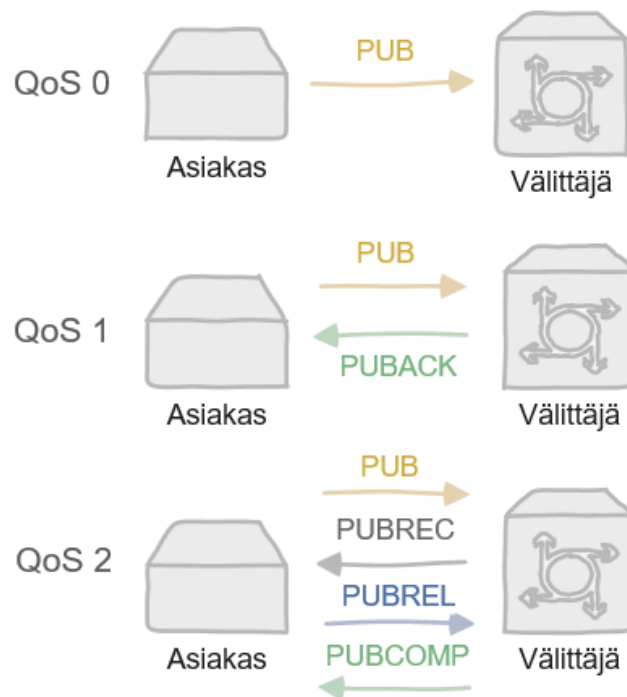 QoS 0
PUB
Asiakas
Välittäjä
QoS 1
PUB
PUBACK
Asiakas
Välittäjä
QoS 2
PUB
PUBREC
PUBREL
PUBCOMP
Asiakas
Välittäjä